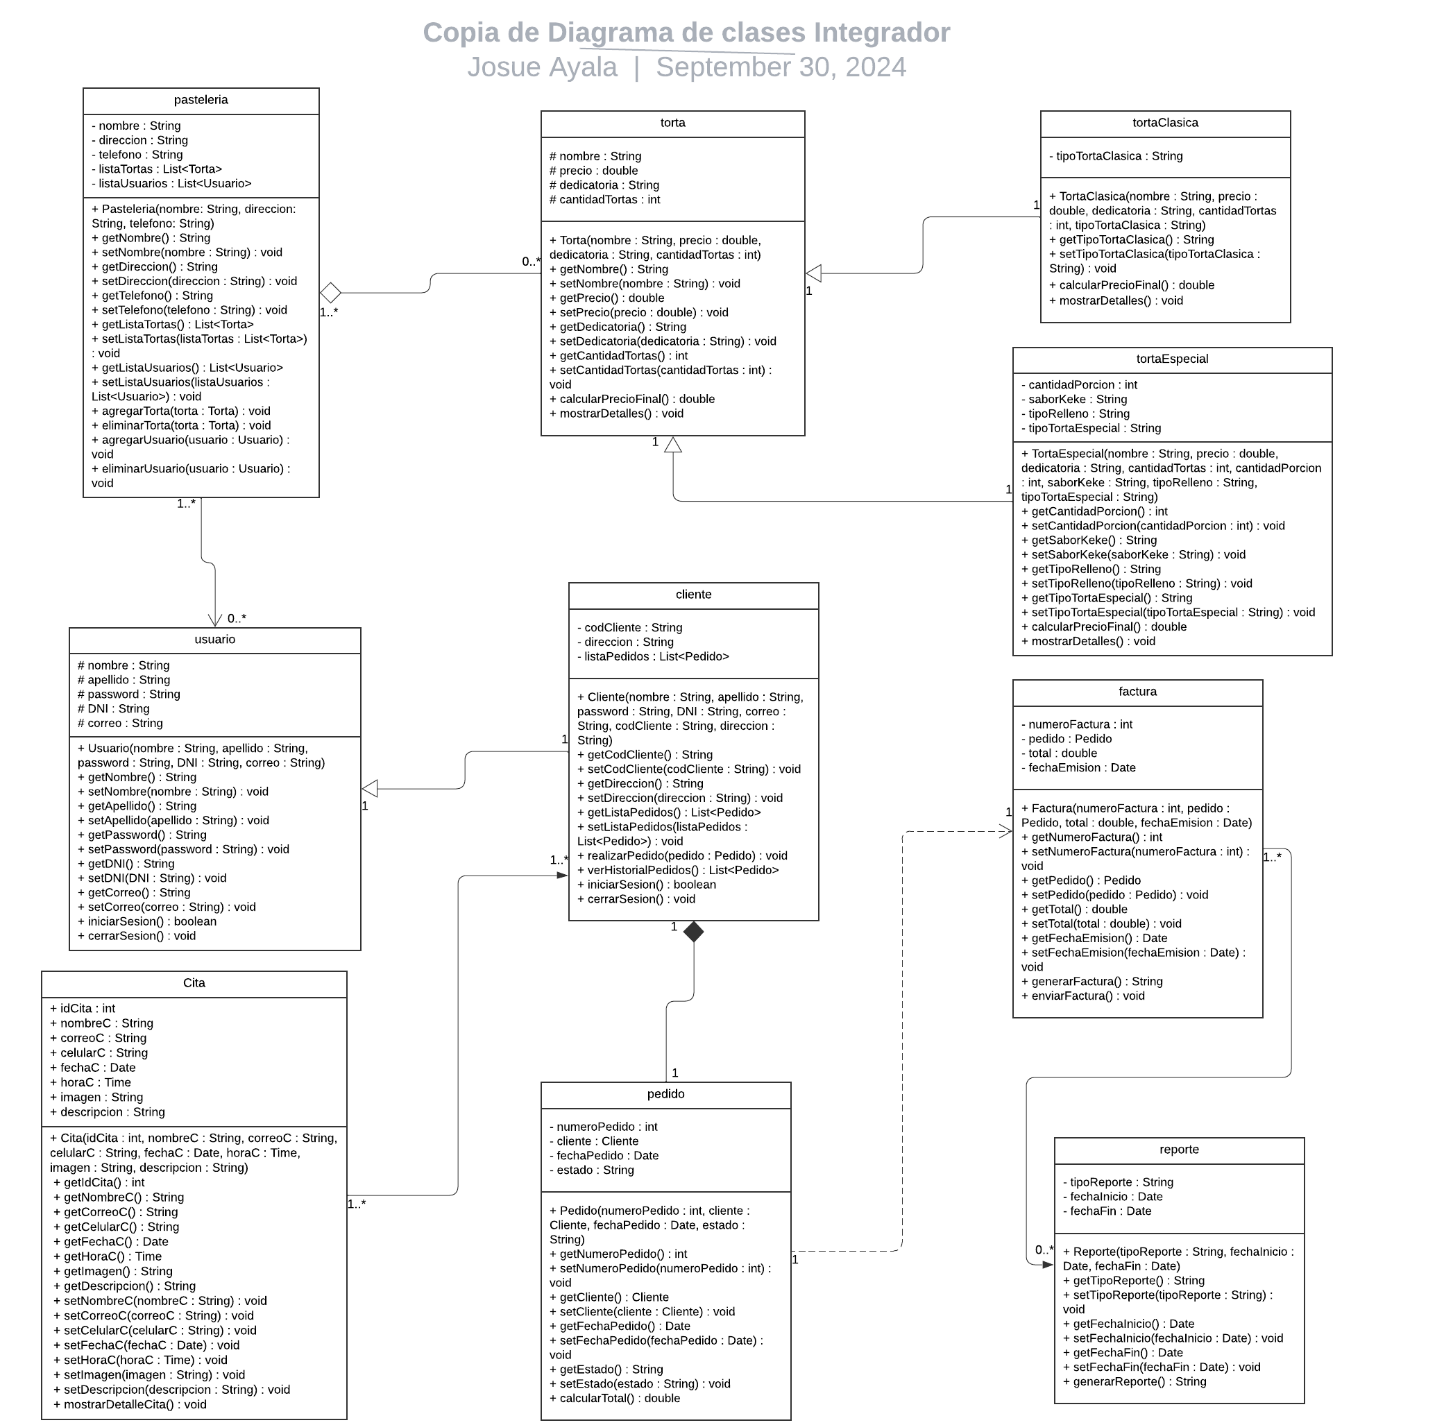 Copia de Diagrama de clases Integrador
Josue Ayala | September 30, 2024
pasteleria
- nombre : String
- direccion : String
- telefono : String
- listaTortas : List<Torta>
- listaUsuarios : List<Usuario>
+ Pasteleria(nombre: String, direccion:
String, telefono: String)
+ getNombre() : String
+ setNombre(nombre : String) : void
+ getDireccion() : String
+ setDireccion(direccion : String) : void
+ getTelefono() : String
+ setTelefono(telefono : String) : void
+ getListaTortas() : List<Torta>
+ setListaTortas(listaTortas : List<Torta>)
: void
+ getListaUsuarios() : List<Usuario>
+ setListaUsuarios(listaUsuarios :
List<Usuario>) : void
+ agregarTorta(torta : Torta) : void
+ eliminarTorta(torta : Torta) : void
+ agregarUsuario(usuario : Usuario) :
void
+ eliminarUsuario(usuario : Usuario) :
void
1..*
0..*
1..*
0..*
torta
# nombre : String
# precio : double
# dedicatoria : String
# cantidadTortas : int
+ Torta(nombre : String, precio : double,
dedicatoria : String, cantidadTortas : int)
+ getNombre() : String
+ setNombre(nombre : String) : void
+ getPrecio() : double
+ setPrecio(precio : double) : void
+ getDedicatoria() : String
+ setDedicatoria(dedicatoria : String) : void
+ getCantidadTortas() : int
+ setCantidadTortas(cantidadTortas : int) :
void
+ calcularPrecioFinal() : double
+ mostrarDetalles() : void
1
1
1
1
tortaClasica
- tipoTortaClasica : String
+ TortaClasica(nombre : String, precio :
double, dedicatoria : String, cantidadTortas
: int, tipoTortaClasica : String)
+ getTipoTortaClasica() : String
+ setTipoTortaClasica(tipoTortaClasica :
String) : void
+ calcularPrecioFinal() : double
+ mostrarDetalles() : void
tortaEspecial
- cantidadPorcion : int
- saborKeke : String
- tipoRelleno : String
- tipoTortaEspecial : String
+ TortaEspecial(nombre : String, precio : double,
dedicatoria : String, cantidadTortas : int, cantidadPorcion
: int, saborKeke : String, tipoRelleno : String,
tipoTortaEspecial : String)
+ getCantidadPorcion() : int
+ setCantidadPorcion(cantidadPorcion : int) : void
+ getSaborKeke() : String
+ setSaborKeke(saborKeke : String) : void
+ getTipoRelleno() : String
+ setTipoRelleno(tipoRelleno : String) : void
+ getTipoTortaEspecial() : String
+ setTipoTortaEspecial(tipoTortaEspecial : String) : void
+ calcularPrecioFinal() : double
+ mostrarDetalles() : void
usuario
# nombre : String
# apellido : String
# password : String
# DNI : String
# correo : String
+ Usuario(nombre : String, apellido : String,
password : String, DNI : String, correo : String)
+ getNombre() : String
+ setNombre(nombre : String) : void
+ getApellido() : String
+ setApellido(apellido : String) : void
+ getPassword() : String
+ setPassword(password : String) : void
+ getDNI() : String
+ setDNI(DNI : String) : void
+ getCorreo() : String
+ setCorreo(correo : String) : void
+ iniciarSesion() : boolean
+ cerrarSesion() : void
1
1
cliente
- codCliente : String
- direccion : String
- listaPedidos : List<Pedido>
+ Cliente(nombre : String, apellido : String,
password : String, DNI : String, correo :
String, codCliente : String, direccion :
String)
+ getCodCliente() : String
+ setCodCliente(codCliente : String) : void
+ getDireccion() : String
+ setDireccion(direccion : String) : void
+ getListaPedidos() : List<Pedido>
+ setListaPedidos(listaPedidos :
List<Pedido>) : void
+ realizarPedido(pedido : Pedido) : void
+ verHistorialPedidos() : List<Pedido>
+ iniciarSesion() : boolean
+ cerrarSesion() : void
1..*
1
1
factura
- numeroFactura : int
- pedido : Pedido
- total : double
- fechaEmision : Date
+ Factura(numeroFactura : int, pedido :
Pedido, total : double, fechaEmision : Date)
+ getNumeroFactura() : int
+ setNumeroFactura(numeroFactura : int) :
void
+ getPedido() : Pedido
+ setPedido(pedido : Pedido) : void
+ getTotal() : double
+ setTotal(total : double) : void
+ getFechaEmision() : Date
+ setFechaEmision(fechaEmision : Date) :
void
+ generarFactura() : String
+ enviarFactura() : void
1
1..*
Cita
+ idCita : int
+ nombreC : String
+ correoC : String
+ celularC : String
+ fechaC : Date
+ horaC : Time
+ imagen : String
+ descripcion : String
+ Cita(idCita : int, nombreC : String, correoC : String,
celularC : String, fechaC : Date, horaC : Time,
imagen : String, descripcion : String)
+ getIdCita() : int
+ getNombreC() : String
+ getCorreoC() : String
+ getCelularC() : String
+ getFechaC() : Date
+ getHoraC() : Time
+ getImagen() : String
+ getDescripcion() : String
+ setNombreC(nombreC : String) : void
+ setCorreoC(correoC : String) : void
+ setCelularC(celularC : String) : void
+ setFechaC(fechaC : Date) : void
+ setHoraC(horaC : Time) : void
+ setImagen(imagen : String) : void
+ setDescripcion(descripcion : String) : void
+ mostrarDetalleCita() : void
1..*
pedido
- numeroPedido : int
- cliente : Cliente
- fechaPedido : Date
- estado : String
+ Pedido(numeroPedido : int, cliente :
Cliente, fechaPedido : Date, estado :
String)
+ getNumeroPedido() : int
+ setNumeroPedido(numeroPedido : int) :
void
+ getCliente() : Cliente
+ setCliente(cliente : Cliente) : void
+ getFechaPedido() : Date
+ setFechaPedido(fechaPedido : Date) :
void
+ getEstado() : String
+ setEstado(estado : String) : void
+ calcularTotal() : double
1
reporte
- tipoReporte : String
- fechaInicio : Date
- fechaFin : Date
0..*
+ Reporte(tipoReporte : String, fechaInicio :
Date, fechaFin : Date)
+ getTipoReporte() : String
+ setTipoReporte(tipoReporte : String) :
void
+ getFechaInicio() : Date
+ setFechaInicio(fechaInicio : Date) : void
+ getFechaFin() : Date
+ setFechaFin(fechaFin : Date) : void
+ generarReporte() : String